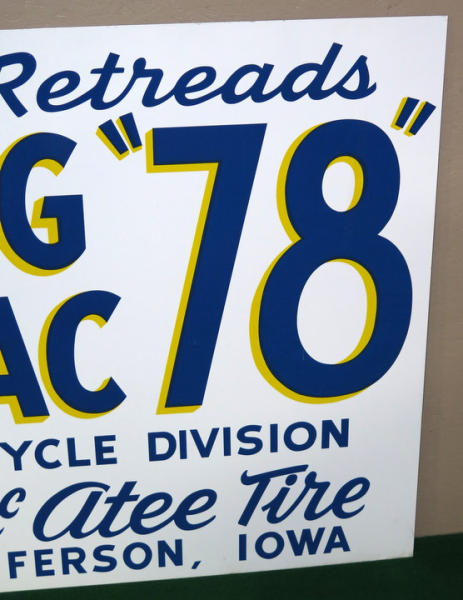 Retreads
G "78"
AC
YCLE DIVISION
c Atee Tire
FERSON, IOWA